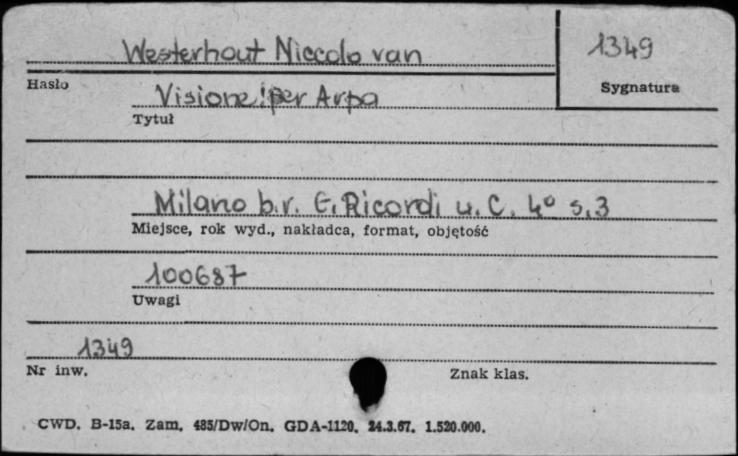 Westerhout Niccolo van
1349
Hasło
Sygnatura
Visione! per Arpa
Tytuł
Milano b.r. G. Ricordi u. C. 4° s. 3
Miejsce, rok wyd., nakładca, format, objętość
100687
Uwagi
1349
Nr inw.
Znak klas.
CWD. B-15a. Zam. 485/Dw/On. GDA-1120. 24.3.67. 1.520.000.